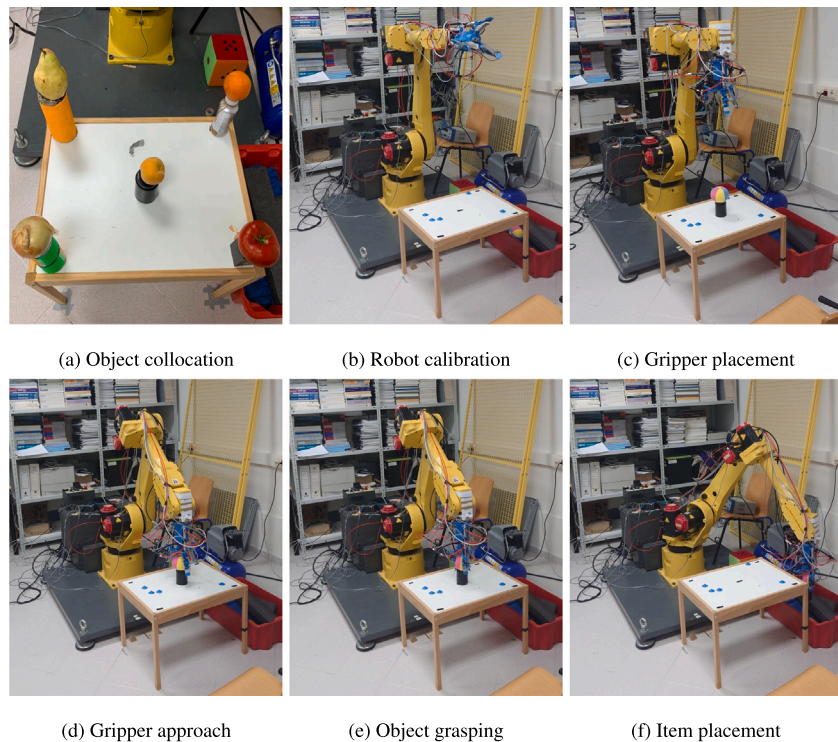 (a) Object collocation
(b) Robot calibration
(c) Gripper placement
(d) Gripper approach
(e) Object grasping
(f) Item placement